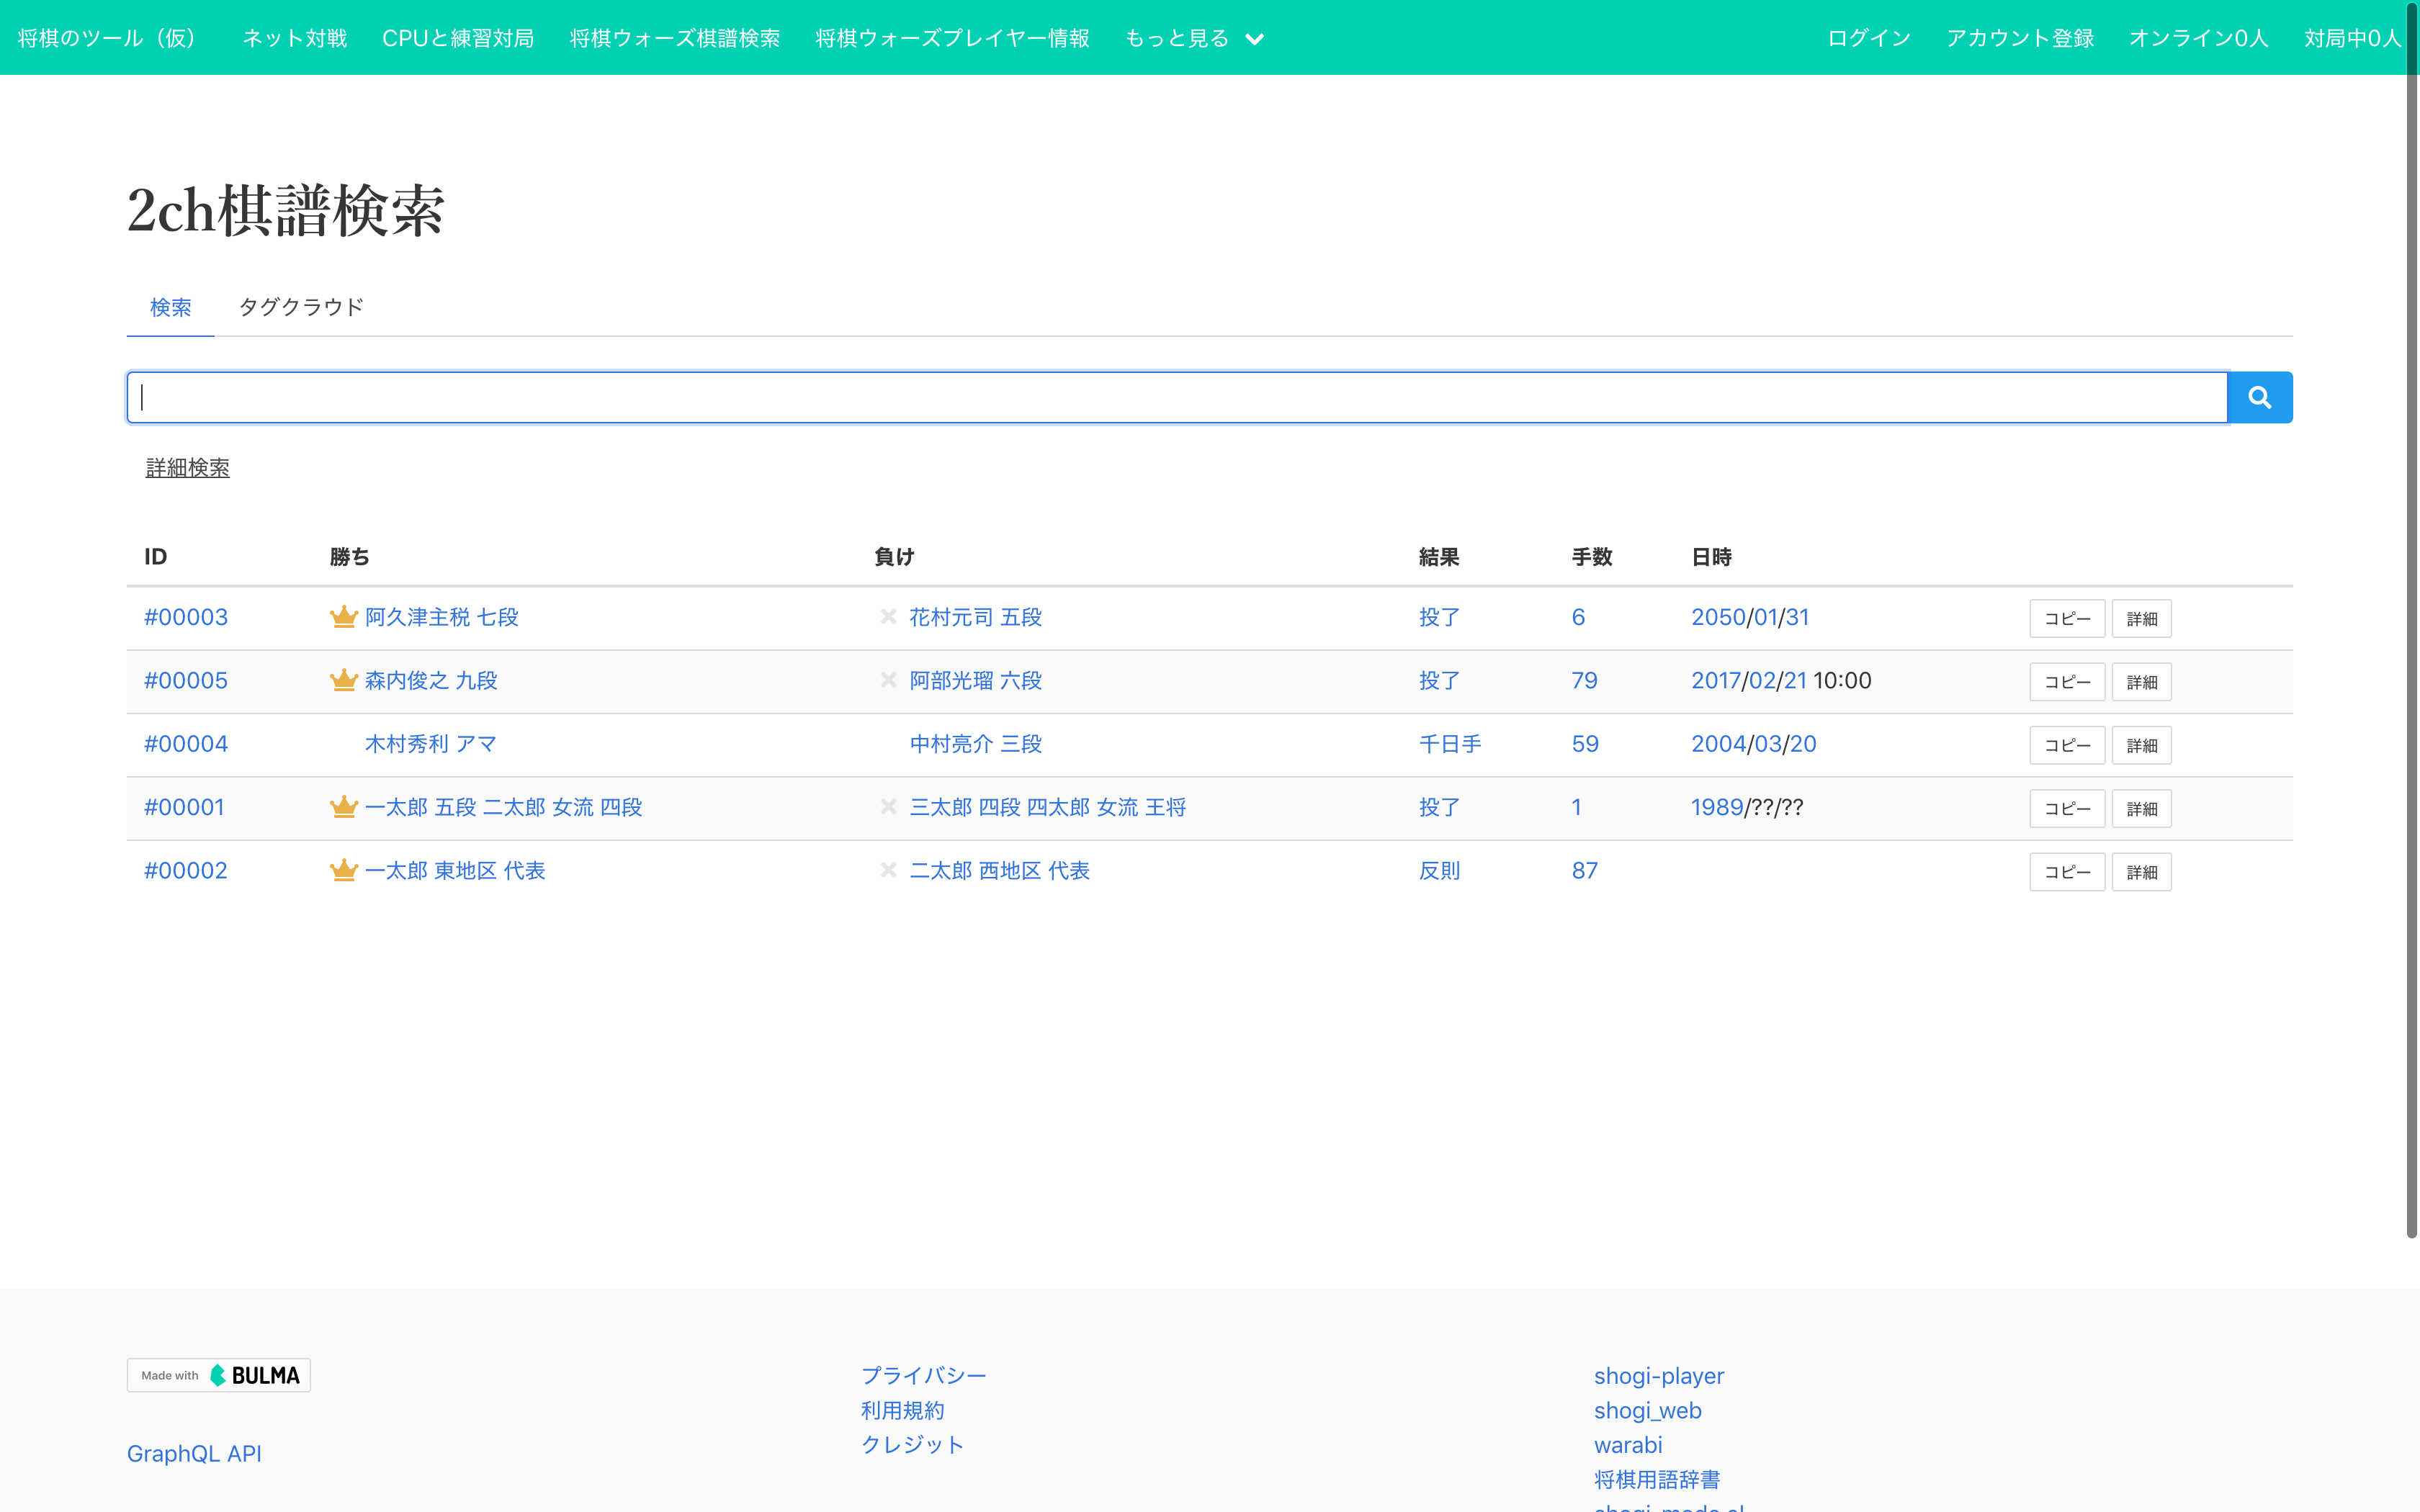 将棋のツール（仮） ネット対戦 CPUと練習対局 将棋ウォーズ棋譜検索 将棋ウォーズプレイヤー情報 もっと見る ログイン アカウント登録 オンライン0人 対局中0人
2ch棋譜検索
検索 タグクラウド
詳細検索
ID 勝ち 負け 結果 手数 日時
#00003 阿久津主税 七段 花村元司 五段 投了 6 2050/01/31 コピー 詳細
#00005 森内俊之 九段 阿部光瑠 六段 投了 79 2017/02/21 10:00 コピー 詳細
#00004 木村秀利 アマ 中村亮介 三段 千日手 59 2004/03/20 コピー 詳細
#00001 一太郎 五段 二太郎 女流 四段 三太郎 四段 四太郎 女流 王将 投了 1 1989/??/?? コピー 詳細
#00002 一太郎 東地区 代表 二太郎 西地区 代表 反則 87 コピー 詳細
Made with BULMA
GraphQL API
プライバシー
利用規約
クレジット
shogi-player
shogi_web
warabi
将棋用語辞書